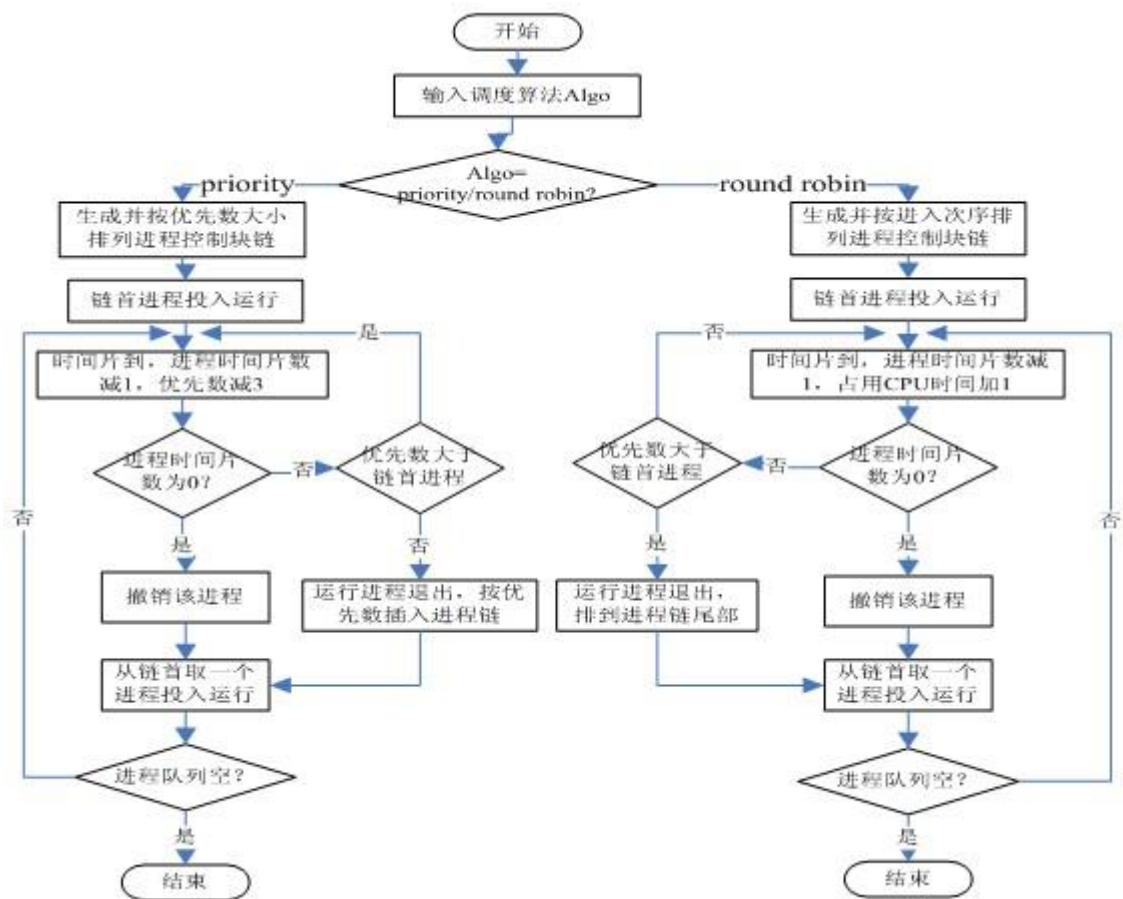 开始
输入调度算法Algo
Algo=
priority/round robin?
priority
round robin
生成并按优先数大小
排列进程控制块链
链首进程投入运行
是
时间片到，进程时间片数
减1，优先数减3
进程时间片
数为0？
否
优先数大于
链首进程
否
是
否
撤销该进程
运行进程退出，按优
先数插入进程链
从链首取一个
进程投入运行
进程队列空？
是
结束
生成并按进入次序排
列进程控制块链
链首进程投入运行
否
时间片到，进程时间片数减
1，占用CPU时间加1
优先数大于
链首进程
否
进程时间片
数为0？
否
是
是
运行进程退出，
排到进程链尾部
撤销该进程
从链首取一个
进程投入运行
进程队列空？
是
结束